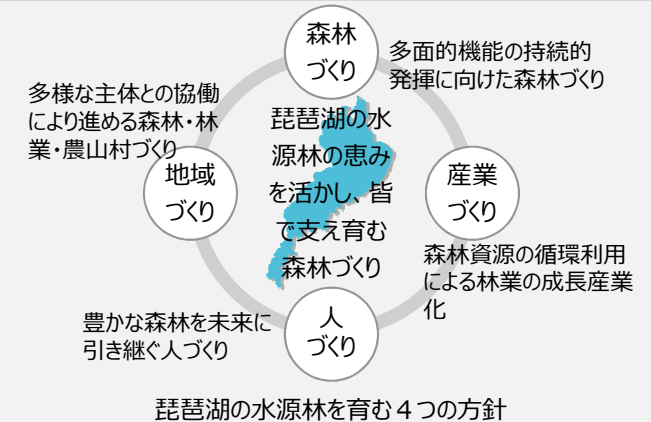 森林
づくり
多面的機能の持続的
発揮に向けた森林づくり
多様な主体との協働
により進める森林・林
業・農山村づくり
地域
づくり
琵琶湖の水
源林の恵み
を活かし、皆
で支え育む
森林づくり
産業
づくり
森林資源の循環利用
による林業の成長産業
化
人
づくり
豊かな森林を未来に
引き継ぐ人づくり
琵琶湖の水源林を育む４つの方針